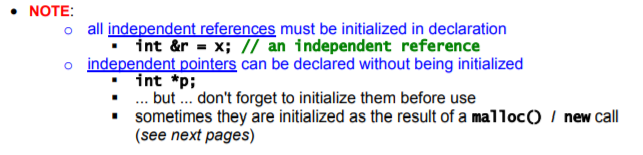 • NOTE:
o all independent references must be initialized in declaration
▪ int &r = x; // an independent reference
o independent pointers can be declared without being initialized
▪ int *p;
▪ ... but ... don't forget to initialize them before use
▪ sometimes they are initialized as the result of a malloc() / new call
(see next pages)